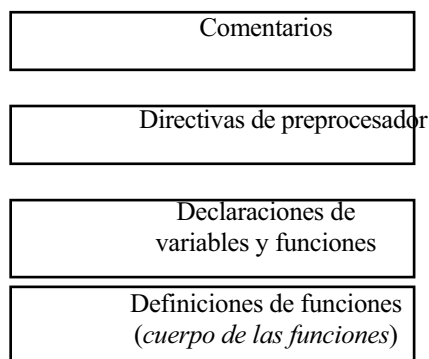 Comentarios
Directivas de preprocesador
Declaraciones de
variables y funciones
Definiciones de funciones
(cuerpo de las funciones)